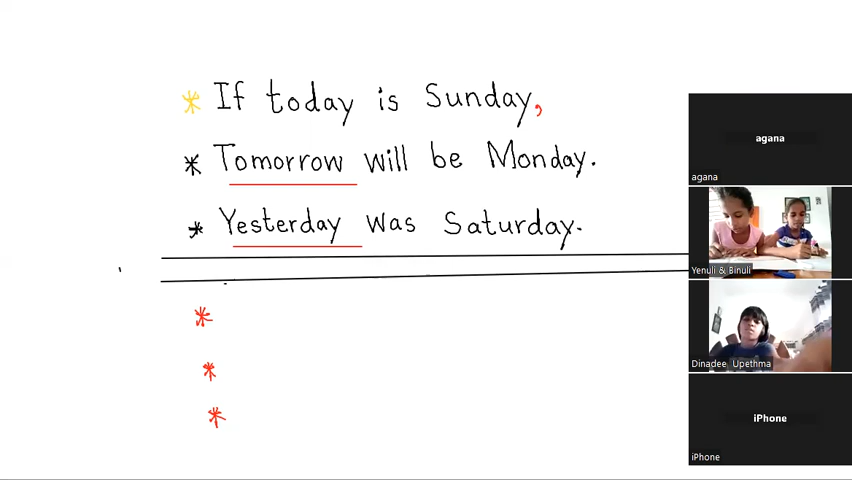 * If today is Sunday,
* Tomorrow will be Monday.
* Yesterday was Saturday.
*
*
*
agana
agana
Yenuli & Binuli
Dinadee Upethma
iPhone
iPhone